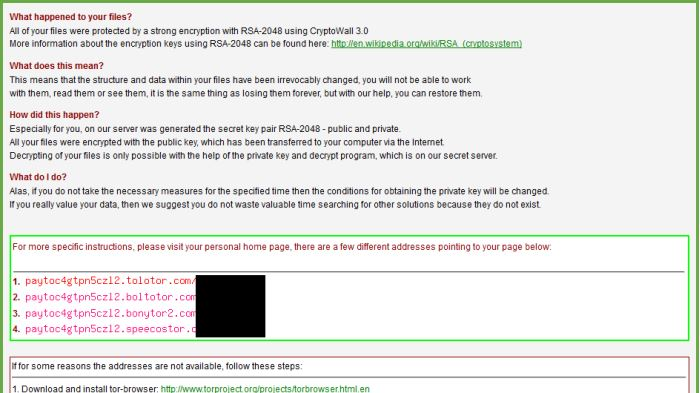 What happened to your files?
All of your files were protected by a strong encryption with RSA-2048 using CryptoWall 3.0
More information about the encryption keys using RSA-2048 can be found here: http://en.wikipedia.org/wiki/RSA_(cryptosystem)
What does this mean?
This means that the structure and data within your files have been irrevocably changed, you will not be able to work
with them, read them or see them, it is the same thing as losing them forever, but with our help, you can restore them.
How did this happen?
Especially for you, on our server was generated the secret key pair RSA-2048 - public and private.
All your files were encrypted with the public key, which has been transferred to your computer via the Internet.
Decrypting of your files is only possible with the help of the private key and decrypt program, which is on our secret server.
What do I do?
Alas, if you do not take the necessary measures for the specified time then the conditions for obtaining the private key will be changed.
If you really value your data, then we suggest you do not waste valuable time searching for other solutions because they do not exist.
For more specific instructions, please visit your personal home page, there are a few different addresses pointing to your page below:
1. paytoc4gtpn5czl2.tolotor.com/
2. paytoc4gtpn5czl2.boltotor.com
3. paytoc4gtpn5czl2.bonytor2.com
4. paytoc4gtpn5czl2.speecostor.c
If for some reasons the addresses are not available, follow these steps:
1. Download and install tor-browser: http://www.torproject.org/projects/torbrowser.html.en